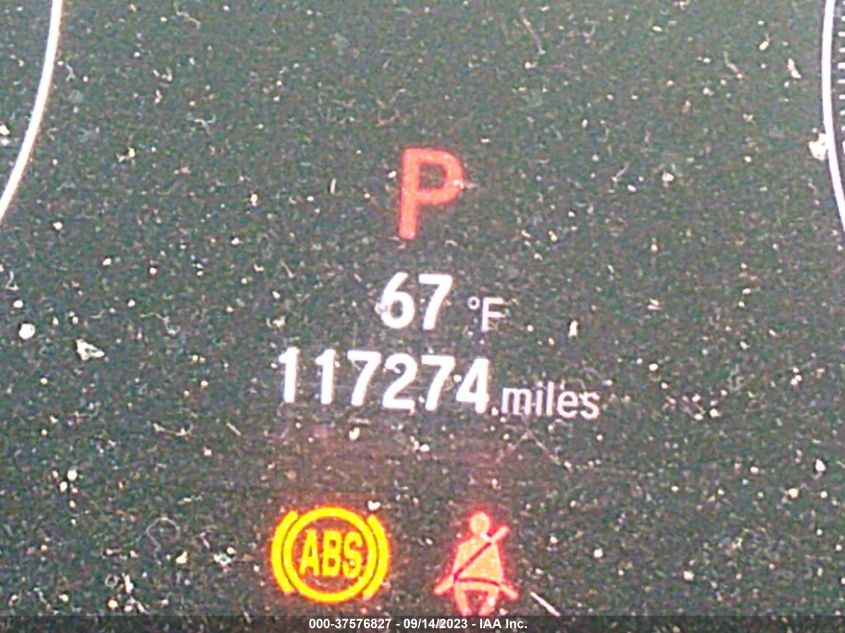 P
67 °F
117274 miles
ABS
000-37576827 - 09/14/2023 - IAA Inc.